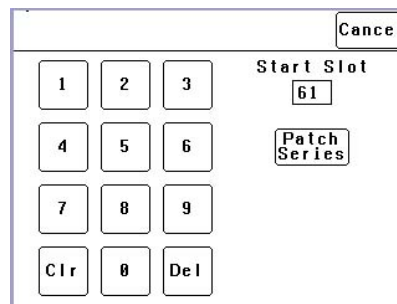 Cance
Start Slot
61
1 2 3
4 5 6
Patch
Series
7 8 9
Clr 0 Del